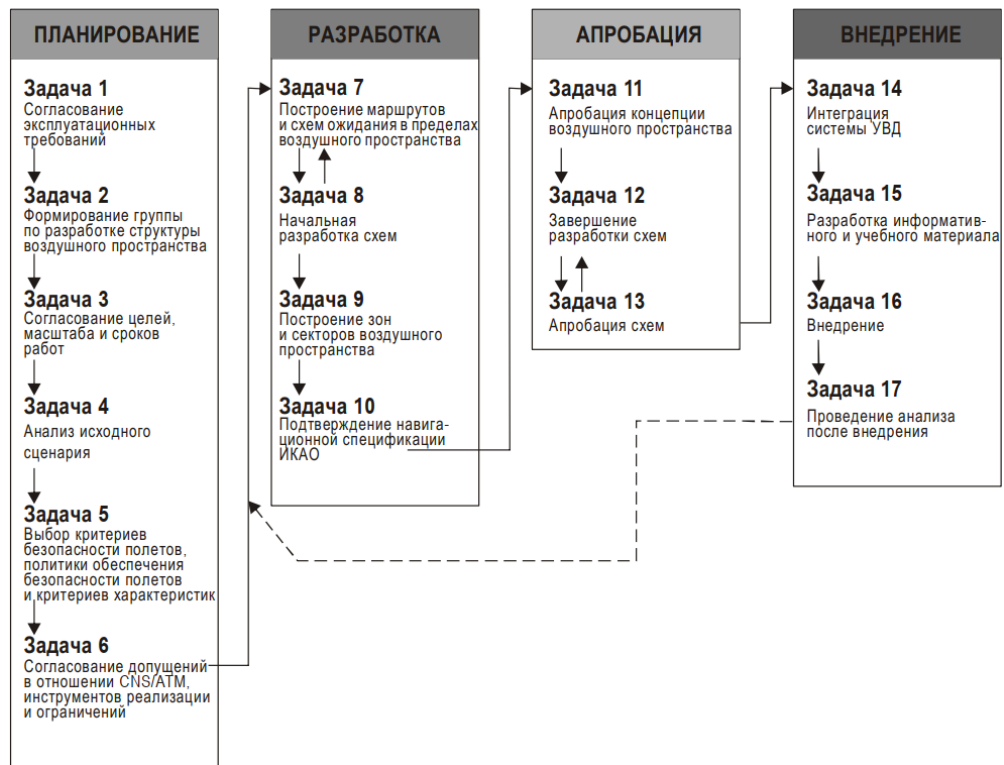 ПЛАНИРОВАНИЕ
Задача 1
Согласование
эксплуатационных
требований
Задача 2
Формирование группы
по разработке структуры
воздушного пространства
Задача 3
Согласование целей,
масштаба и сроков
работ
Задача 4
Анализ исходного
сценария
Задача 5
Выбор критериев
безопасности полетов,
политики обеспечения
безопасности полетов
и критериев характеристик
Задача 6
Согласование допущений
в отношении CNS/ATM,
инструментов реализации
и ограничений
РАЗРАБОТКА
Задача 7
Построение маршрутов
и схем ожидания в пределах
воздушного пространства
Задача 8
Начальная
разработка схем
Задача 9
Построение зон
и секторов воздушного
пространства
Задача 10
Подтверждение навига-
ционной спецификации
ИКАО
АПРОБАЦИЯ
Задача 11
Апробация концепции
воздушного пространства
Задача 12
Завершение
разработки схем
Задача 13
Апробация схем
ВНЕДРЕНИЕ
Задача 14
Интеграция
системы УВД
Задача 15
Разработка информатив-
ного и учебного материала
Задача 16
Внедрение
Задача 17
Проведение анализа
после внедрения